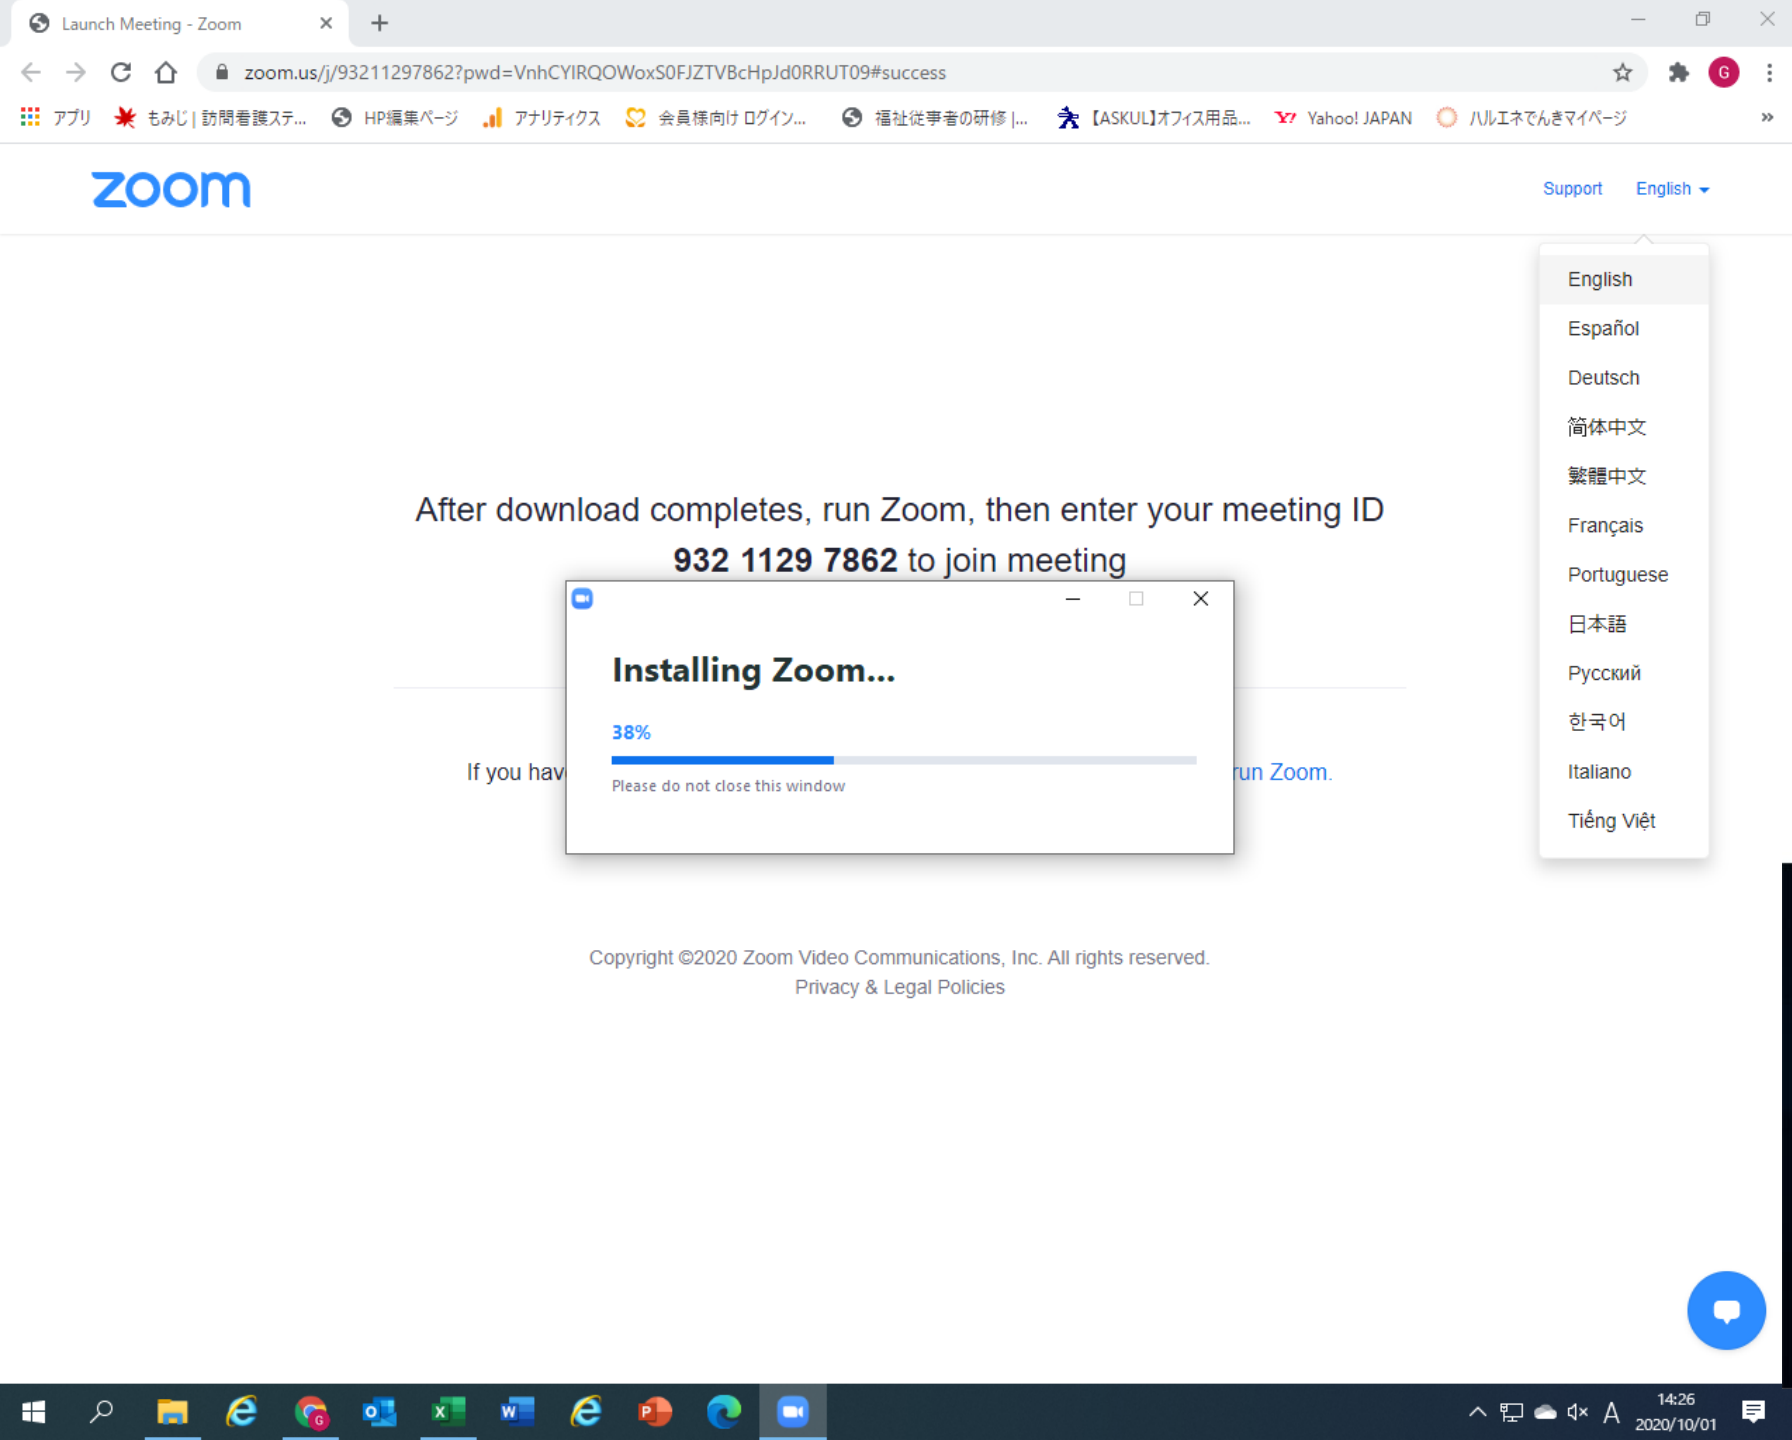 Launch Meeting - Zoom
zoom.us/j/93211297862?pwd=VnhCYlRQOWoxS0FJZTVBcHpJd0RRUT09#success
G
アプリ
もみじ | 訪問看護ステ...
HP編集ページ
アナリティクス
会員様向け ログイン...
福祉従事者の研修 |...
【ASKUL】オフィス用品...
Y! Yahoo! JAPAN
ハルエネでんきマイページ
»
zoom
Support
English
English
Español
Deutsch
简体中文
繁體中文
Français
Portuguese
日本語
Русский
한국어
Italiano
Tiếng Việt
After download completes, run Zoom, then enter your meeting ID
932 1129 7862 to join meeting
Installing Zoom...
38%
Please do not close this window
If you hav
run Zoom.
Copyright ©2020 Zoom Video Communications, Inc. All rights reserved.
Privacy & Legal Policies
A
14:26
2020/10/01